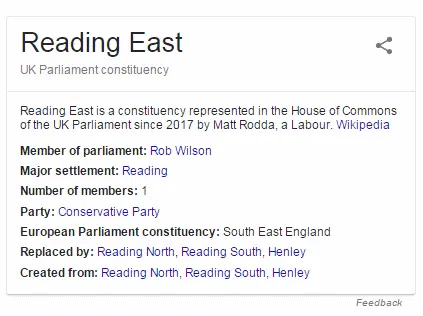 Reading East
UK Parliament constituency
Reading East is a constituency represented in the House of Commons
of the UK Parliament since 2017 by Matt Rodda, a Labour. Wikipedia
Member of parliament: Rob Wilson
Major settlement: Reading
Number of members: 1
Party: Conservative Party
European Parliament constituency: South East England
Replaced by: Reading North, Reading South, Henley
Created from: Reading North, Reading South, Henley
Feedback